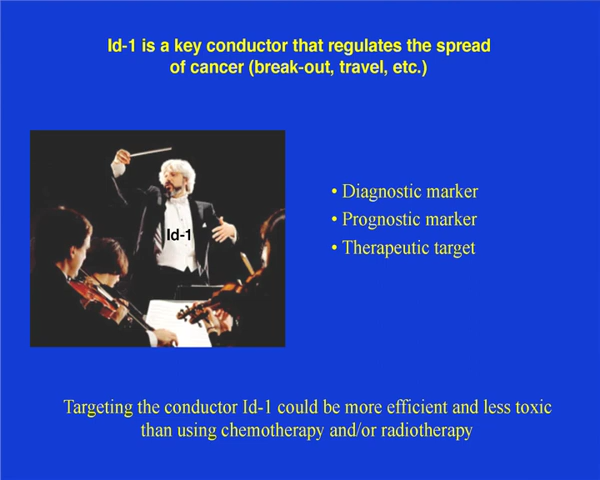 Id-1 is a key conductor that regulates the spread
of cancer (break-out, travel, etc.)
Id-1
• Diagnostic marker
• Prognostic marker
• Therapeutic target
Targeting the conductor Id-1 could be more efficient and less toxic
than using chemotherapy and/or radiotherapy